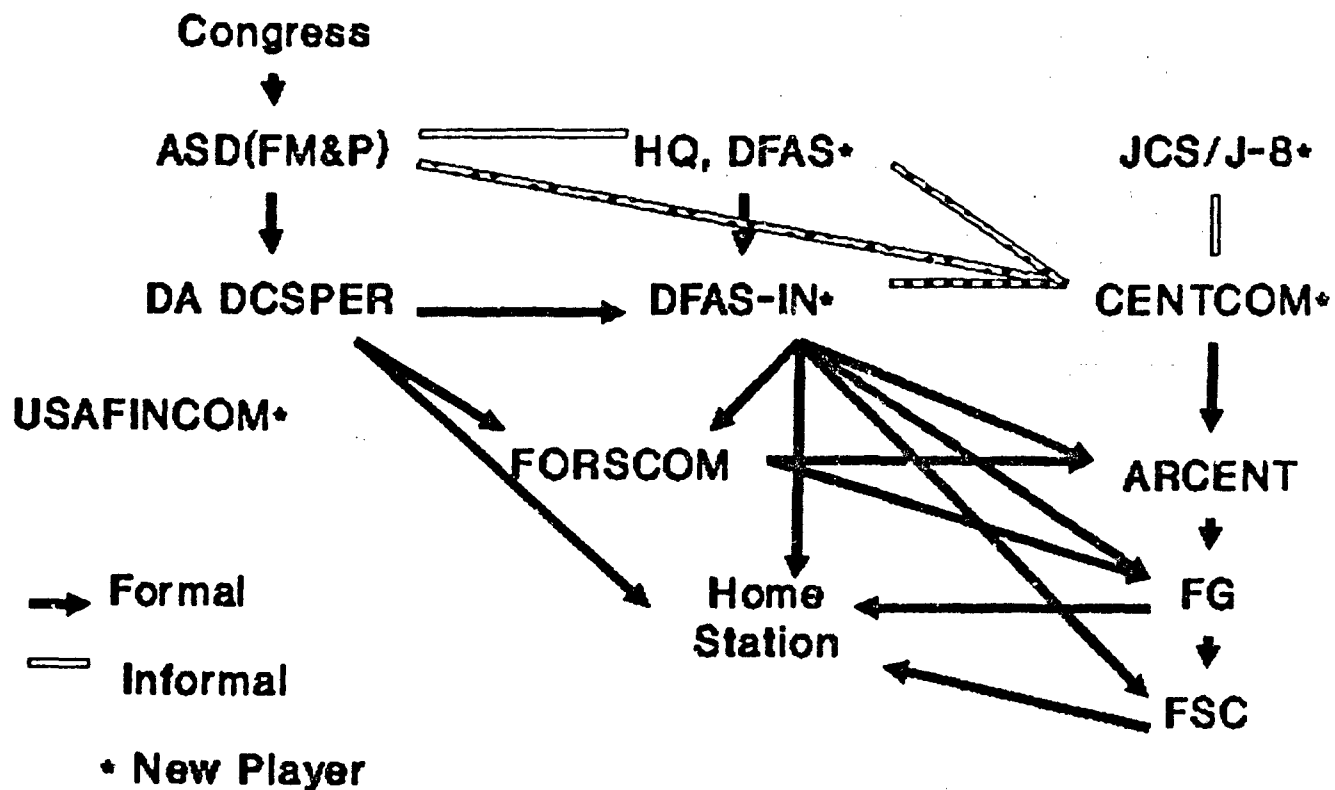 Congress
ASD(FM&P)
HQ, DFAS*
JCS/J-8*
DA DCSPER
DFAS-IN*
CENTCOM*
USAFINCOM*
FORSCOM
ARCENT
Formal
Home
Station
FG
Informal
FSC
* New Player